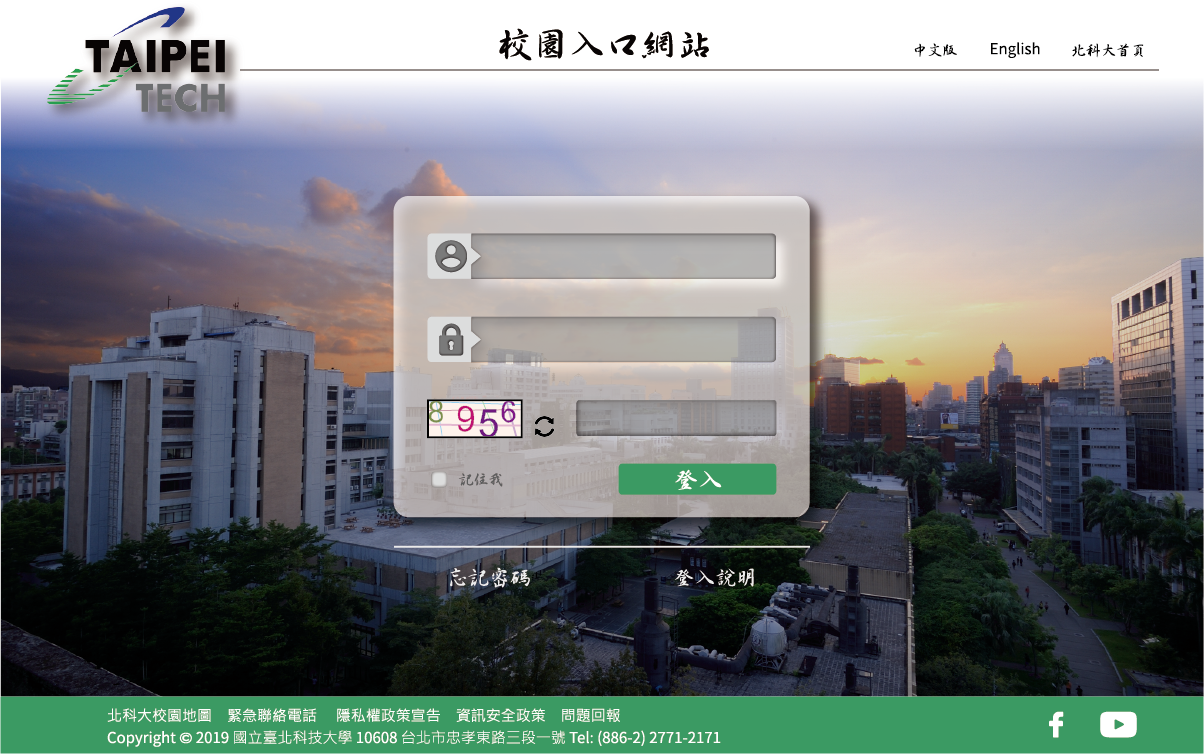 TAIPEI
TECH
校園入口網站
中文版 English 北科大首頁
8 956
記住我
登入
忘記密碼 登入說明
北科大校園地圖 緊急聯絡電話 隱私權政策宣告 資訊安全政策 問題回報
Copyright © 2019 國立臺北科技大學 10608 台北市忠孝東路三段一號 Tel: (886-2) 2771-2171